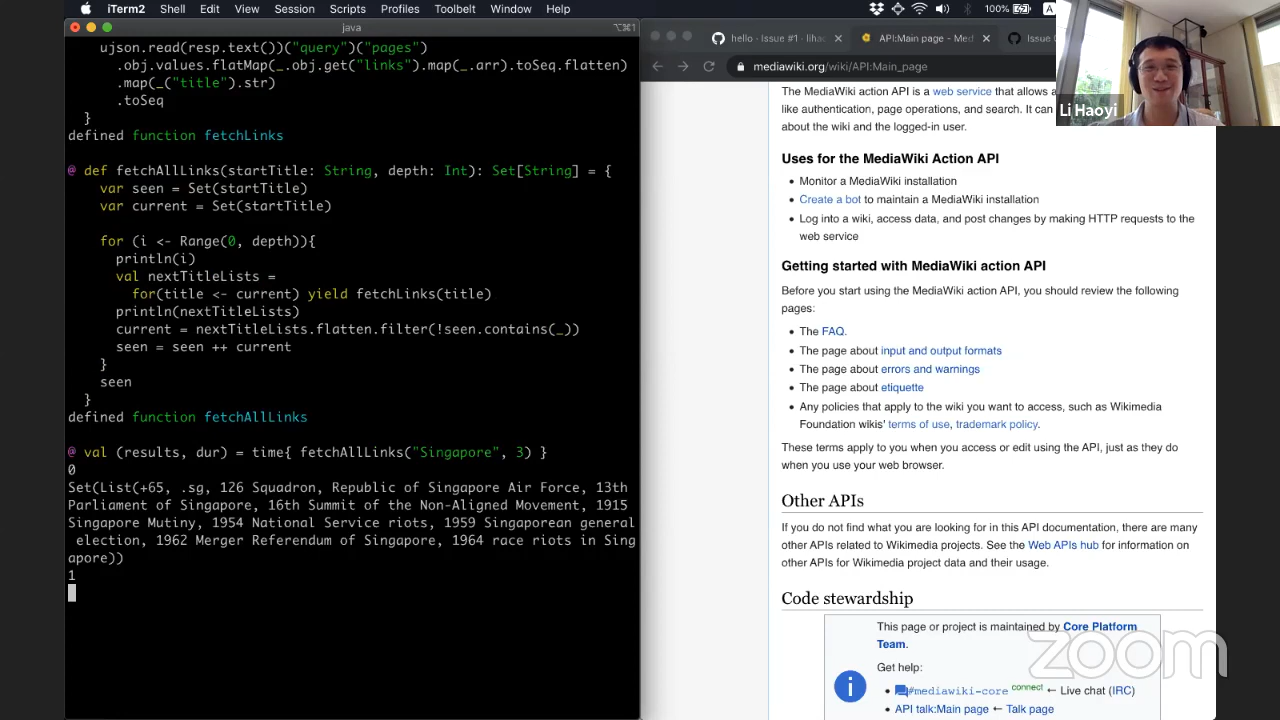 iTerm2 Shell Edit View Session Scripts Profiles Toolbelt Window Help
100%
A
java
⌥⌘1
ujson.read(resp.text())("query")("pages")
.obj.values.flatMap(_.obj.get("links").map(_.arr).toSeq.flatten)
.map(_("title").str)
.toSeq
}
defined function fetchLinks
@ def fetchAllLinks(startTitle: String, depth: Int): Set[String] = {
var seen = Set(startTitle)
var current = Set(startTitle)
for (i <- Range(0, depth)){
println(i)
val nextTitleLists =
for(title <- current) yield fetchLinks(title)
println(nextTitleLists)
current = nextTitleLists.flatten.filter(!seen.contains(_))
seen = seen ++ current
}
seen
}
defined function fetchAllLinks
@ val (results, dur) = time{ fetchAllLinks("Singapore", 3) }
0
Set(List(+65, .sg, 126 Squadron, Republic of Singapore Air Force, 13th
Parliament of Singapore, 16th Summit of the Non-Aligned Movement, 1915
Singapore Mutiny, 1954 National Service riots, 1959 Singaporean general
election, 1962 Merger Referendum of Singapore, 1964 race riots in Sing
apore))
1
hello · Issue #1 · lihao
API:Main page - Med
Issue
mediawiki.org/wiki/API:Main_page
Li Haoyi
The MediaWiki action API is a web service that allows a
like authentication, page operations, and search. It can
about the wiki and the logged-in user.
Uses for the MediaWiki Action API
• Monitor a MediaWiki installation
• Create a bot to maintain a MediaWiki installation
• Log into a wiki, access data, and post changes by making HTTP requests to the
web service
Getting started with MediaWiki action API
Before you start using the MediaWiki action API, you should review the following
pages:
• The FAQ.
• The page about input and output formats
• The page about errors and warnings
• The page about etiquette
• Any policies that apply to the wiki you want to access, such as Wikimedia
Foundation wikis' terms of use, trademark policy.
These terms apply to you when you access or edit using the API, just as they do
when you use your web browser.
Other APIs
If you do not find what you are looking for in this API documentation, there are many
other APIs related to Wikimedia projects. See the Web APIs hub for information on
other APIs for Wikimedia project data and their usage.
Code stewardship
This page or project is maintained by Core Platform
Team.
Get help:
• #mediawiki-core connect ← Live chat (IRC)
• API talk:Main page ← Talk page
zoom